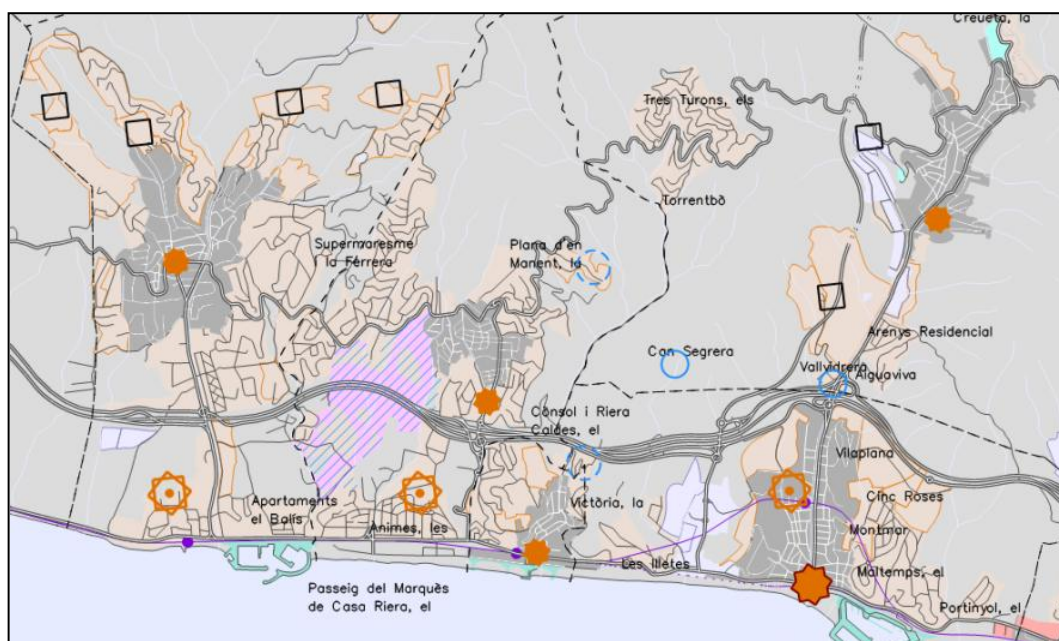 Creueta, la
Tres Turons, els
Torrentbò
Supermaresme
i la Ferrera
Plana d'en
Manent, la
Arenys Residencial
Can Segrera
Vallvidrera
Aiguaviva
Cònsol i Riera
Caldes, el
Vilaplana
Apartaments
el Balís
Animes, les
Victòria, la
Cinc Roses
Montmar
Les Illetes
Maltemps, el
Passeig del Marquès
de Casa Riera, el
Portinyol, el